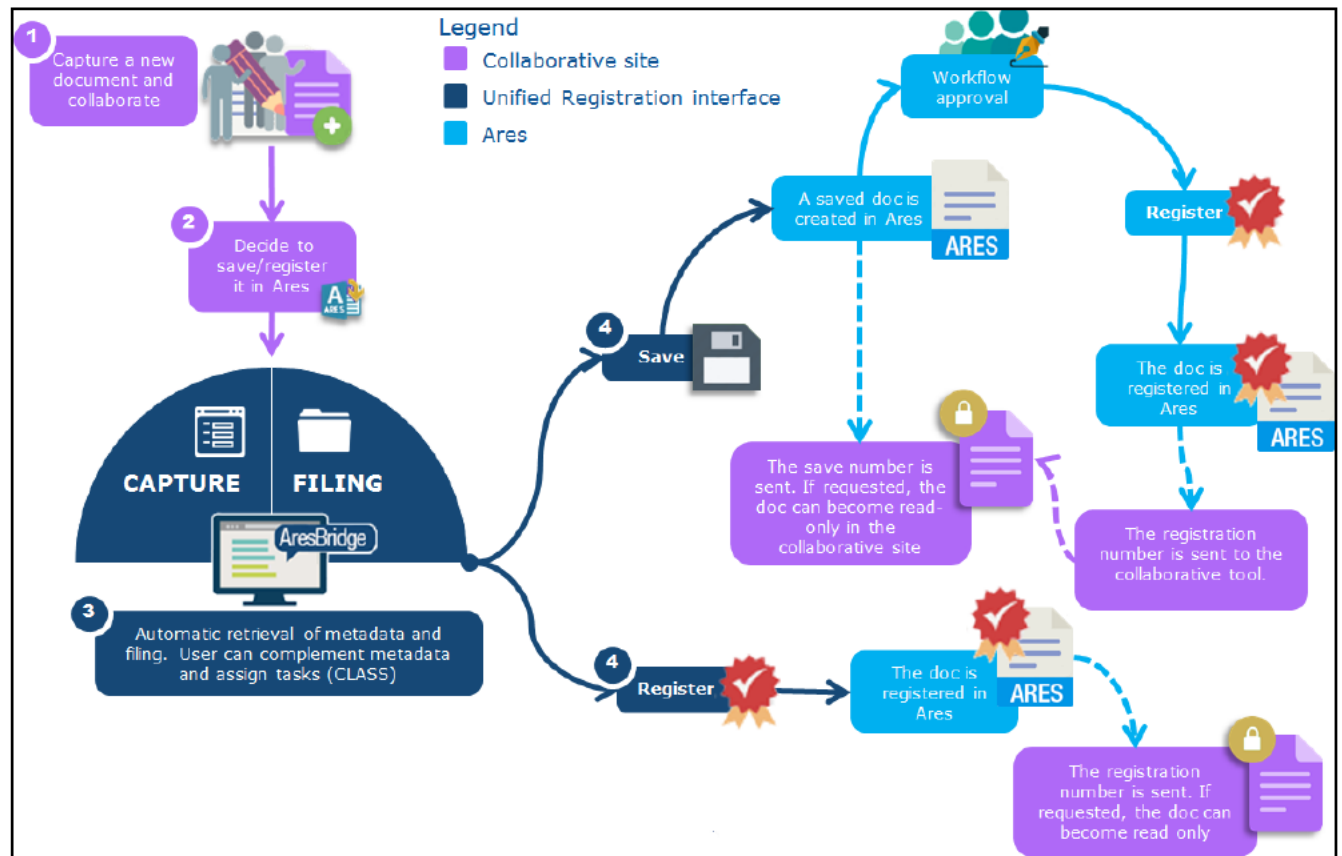 Legend
Collaborative site
Unified Registration interface
Ares
1
Capture a new
document and
collaborate
2
Decide to
save/register
it in Ares
A
ARES
CAPTURE
FILING
AresBridge
3
Automatic retrieval of metadata and
filing. User can complement metadata
and assign tasks (CLASS)
4
Save
A saved doc is
created in Ares
ARES
Workflow
approval
Register
The doc is
registered in
Ares
ARES
The save number is
sent. If requested, the
doc can become read-
only in the
collaborative site
The registration
number is sent to the
collaborative tool.
4
Register
The doc is
registered in
Ares
ARES
The registration
number is sent. If
requested, the doc can
become read only